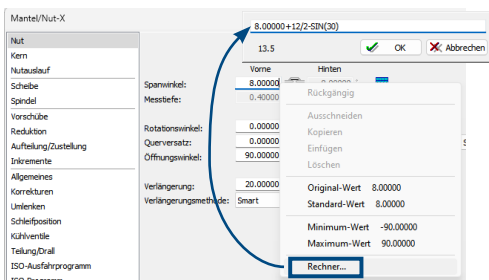 Mantel/Nut-X
8.00000+12/2-SIN(30)
13.5 OK Abbrechen
Nut
Kern
Nutauslauf
Scheibe
Spindel
Vorschübe
Reduktion
Aufteilung/Zustellung
Inkremente
Allgemeines
Korrekturen
Umlenken
Schleifposition
Kühlventile
Teilung/Drall
ISO-Ausfahrprogramm
Vorne Hinten
Spanwinkel: 8.00000
Messtiefe: 0.40000
Rotationswinkel: 0.00000
Querversatz: 0.00000
Öffnungswinkel: 90.00000
Verlängerung: 20.00000
Verlängerungsmethode: Smart
Rückgängig
Ausschneiden
Kopieren
Einfügen
Löschen
Original-Wert 8.00000
Standard-Wert 8.00000
Minimum-Wert -90.00000
Maximum-Wert 90.00000
Rechner...